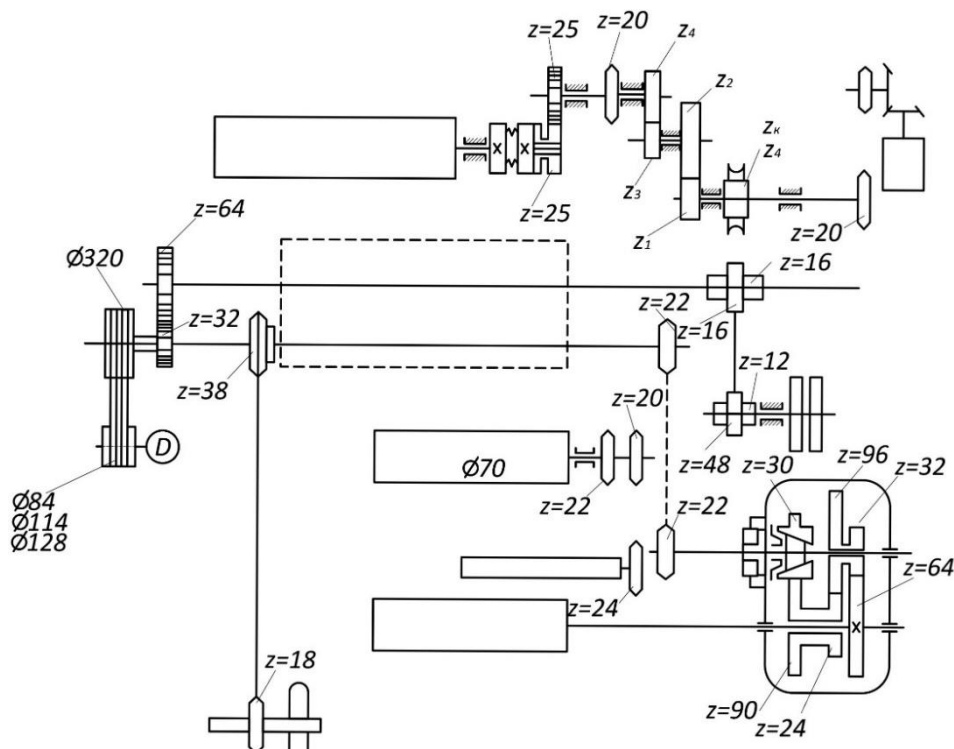 z=20
z=25
z₄
z₂
zₖ
z₄
z₃
z=25
z₁
z=20
z=64
Ø320
z=16
z=22
z=32
z=16
z=38
z=12
z=20
D
Ø70
z=48
z=96
z=30
z=32
z=22
z=22
Ø84
Ø114
Ø128
z=64
z=24
z=18
z=90
z=24